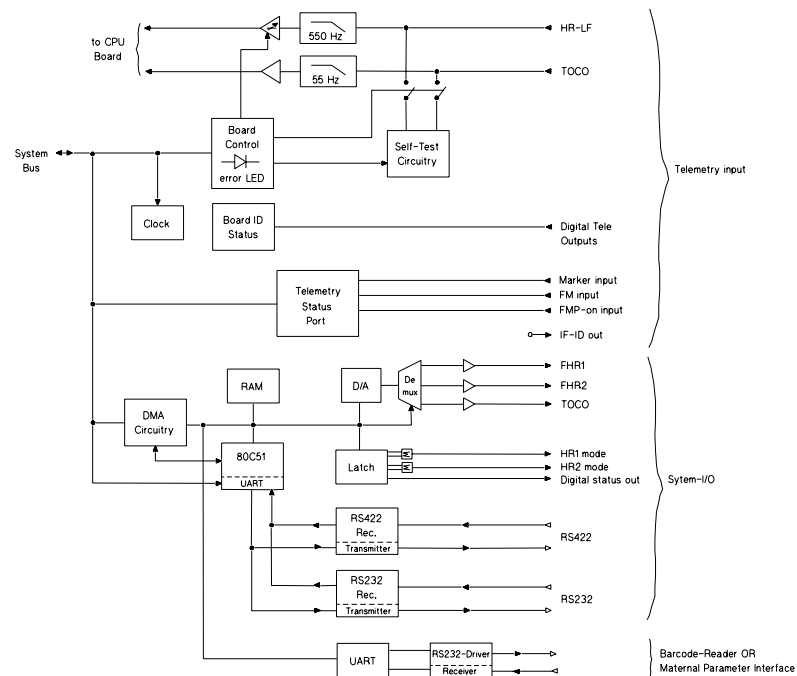 to CPU
Board
550 Hz
HR-LF
55 Hz
TOCO
Board
Control
error LED
Self-Test
Circuitry
System
Bus
Telemetry input
Clock
Board ID
Status
Digital Tele
Outputs
Telemetry
Status
Port
Marker input
FM input
FMP-on input
IF-ID out
RAM
D/A
De
mux
FHR1
FHR2
TOCO
DMA
Circuitry
80C51
UART
Latch
M
M
HR1 mode
HR2 mode
Digital status out
Sytem-I/O
RS422
Rec.
Transmitter
RS422
RS232
Rec.
Transmitter
RS232
UART
RS232-Driver
Receiver
Barcode-Reader OR
Maternal Parameter Interface